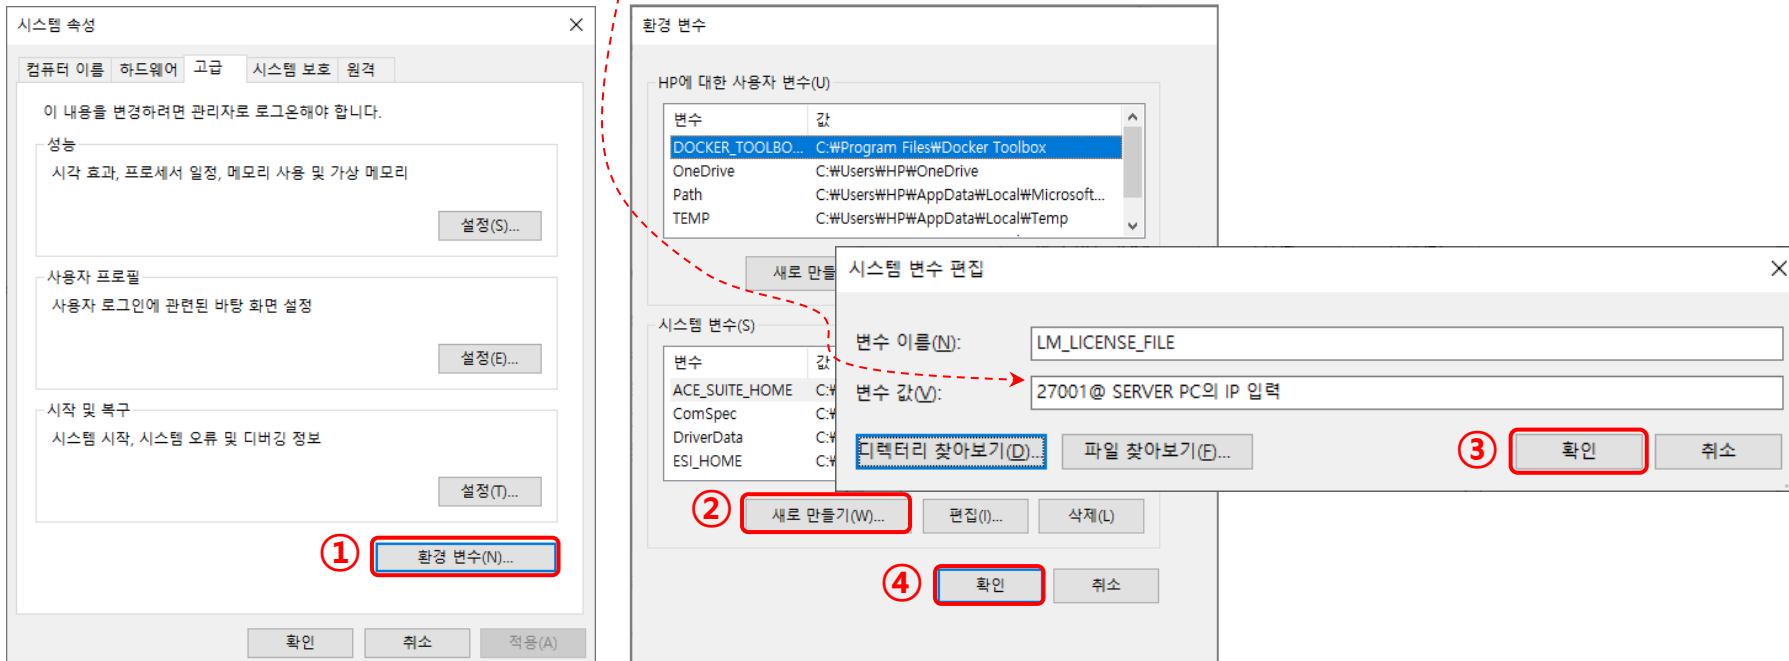 시스템 속성
컴퓨터 이름 하드웨어 고급 시스템 보호 원격
이 내용을 변경하려면 관리자로 로그온해야 합니다.
성능
시각 효과, 프로세서 일정, 메모리 사용 및 가상 메모리
설정(S)...
사용자 프로필
사용자 로그인에 관련된 바탕 화면 설정
설정(E)...
시작 및 복구
시스템 시작, 시스템 오류 및 디버깅 정보
설정(T)...
① 환경 변수(N)...
확인 취소 적용(A)
환경 변수
HP에 대한 사용자 변수(U)
변수 값
DOCKER_TOOLBO... C:₩Program Files₩Docker Toolbox
OneDrive C:₩Users₩HP₩OneDrive
Path C:₩Users₩HP₩AppData₩Local₩Microsoft...
TEMP C:₩Users₩HP₩AppData₩Local₩Temp
새로 만들
시스템 변수(S)
변수 값
ACE_SUITE_HOME C:₩
ComSpec C:₩
DriverData C:₩
ESI_HOME C:₩
② 새로 만들기(W)... 편집(I)... 삭제(L)
④ 확인 취소
시스템 변수 편집
변수 이름(N): LM_LICENSE_FILE
변수 값(V): 27001@ SERVER PC의 IP 입력
디렉터리 찾아보기(D)... 파일 찾아보기(F)... ③ 확인 취소